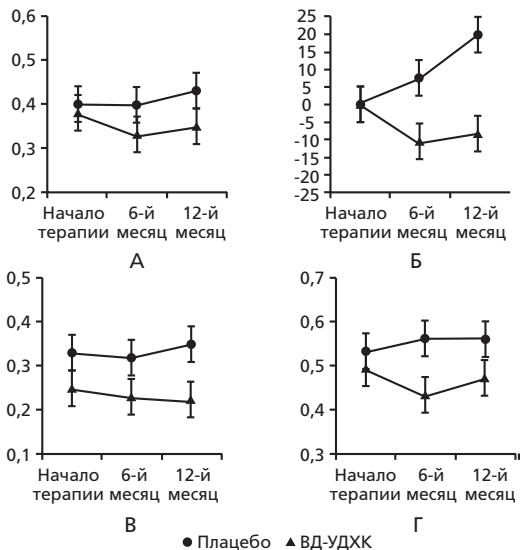 0,6
0,5
0,4
0,3
0,2
Начало терапии
6-й месяц
12-й месяц
А
25
20
15
10
5
0
-5
-10
-15
-20
25
Начало терапии
6-й месяц
12-й месяц
Б
0,5
0,4
0,3
0,2
0,1
Начало терапии
6-й месяц
12-й месяц
В
0,7
0,6
0,5
0,4
0,3
Начало терапии
6-й месяц
12-й месяц
Г
Плацебо
ВД-УДХК